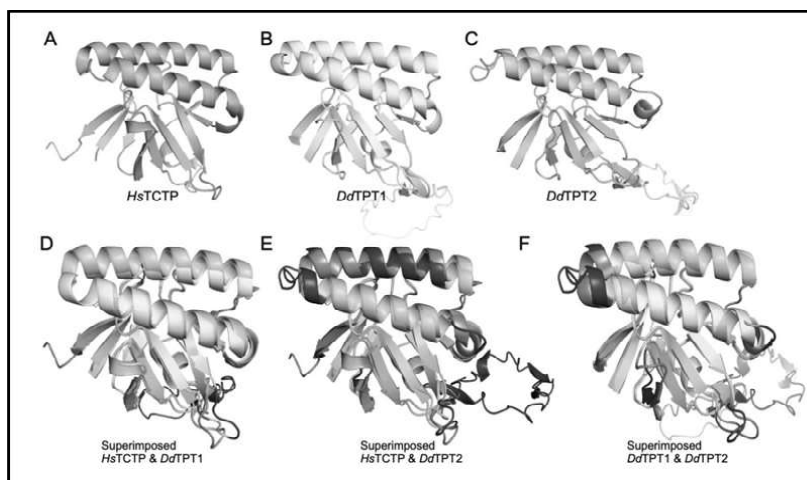 A
B
C
HsTCTP
DdTPT1
DdTPT2
D
E
F
Superimposed
HsTCTP & DdTPT1
Superimposed
HsTCTP & DdTPT2
Superimposed
DdTPT1 & DdTPT2